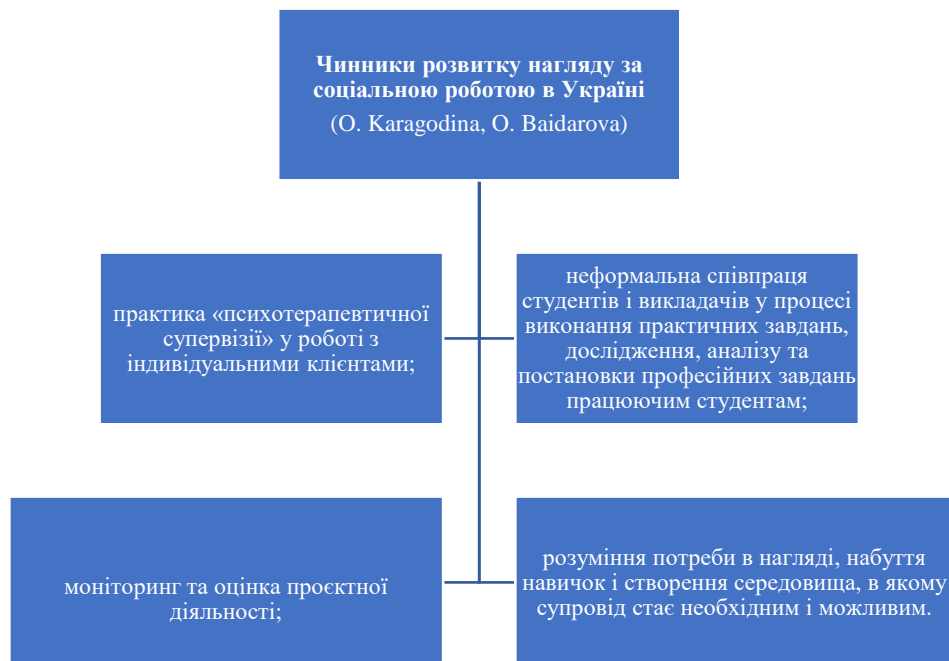 Чинники розвитку нагляду за
соціальною роботою в Україні
(O. Karagodina, O. Baidarova)
практика «психотерапевтичної
супервізії» у роботі з
індивідуальними клієнтами;
неформальна співпраця
студентів і викладачів у процесі
виконання практичних завдань,
дослідження, аналізу та
постановки професійних завдань
працюючим студентам;
моніторинг та оцінка проєктної
діяльності;
розуміння потреби в нагляді, набуття
навичок і створення середовища, в якому
супровід стає необхідним і можливим.